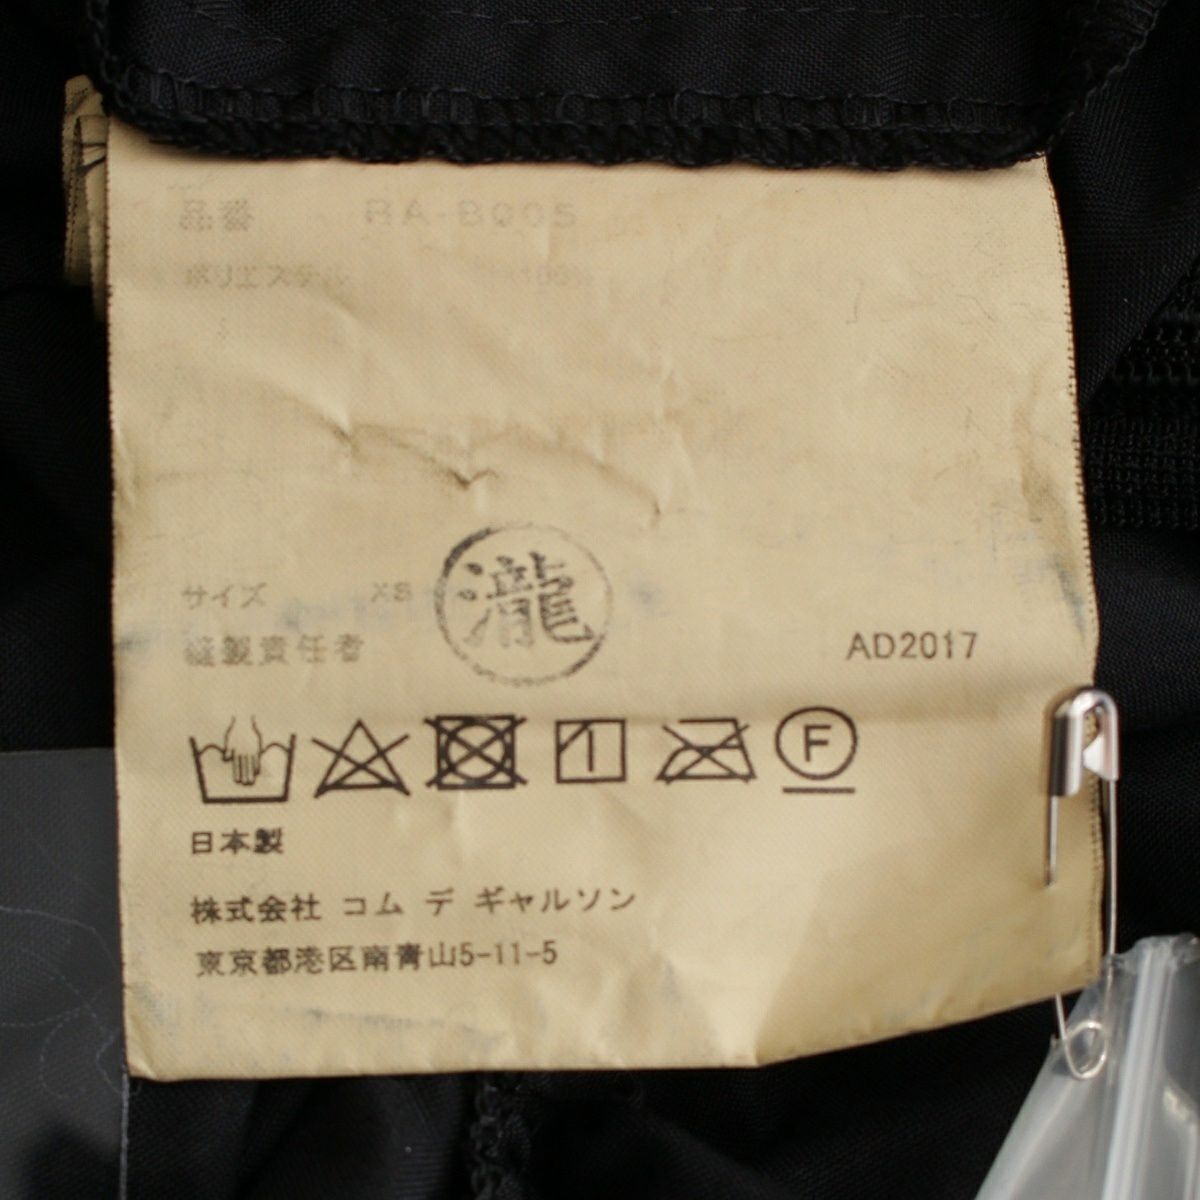 品番 RA-B005
ポリエステル 100%
サイズ XS
瀧
縫製責任者
AD2017
F
日本製
株式会社 コム デ ギャルソン
東京都港区南青山5-11-5